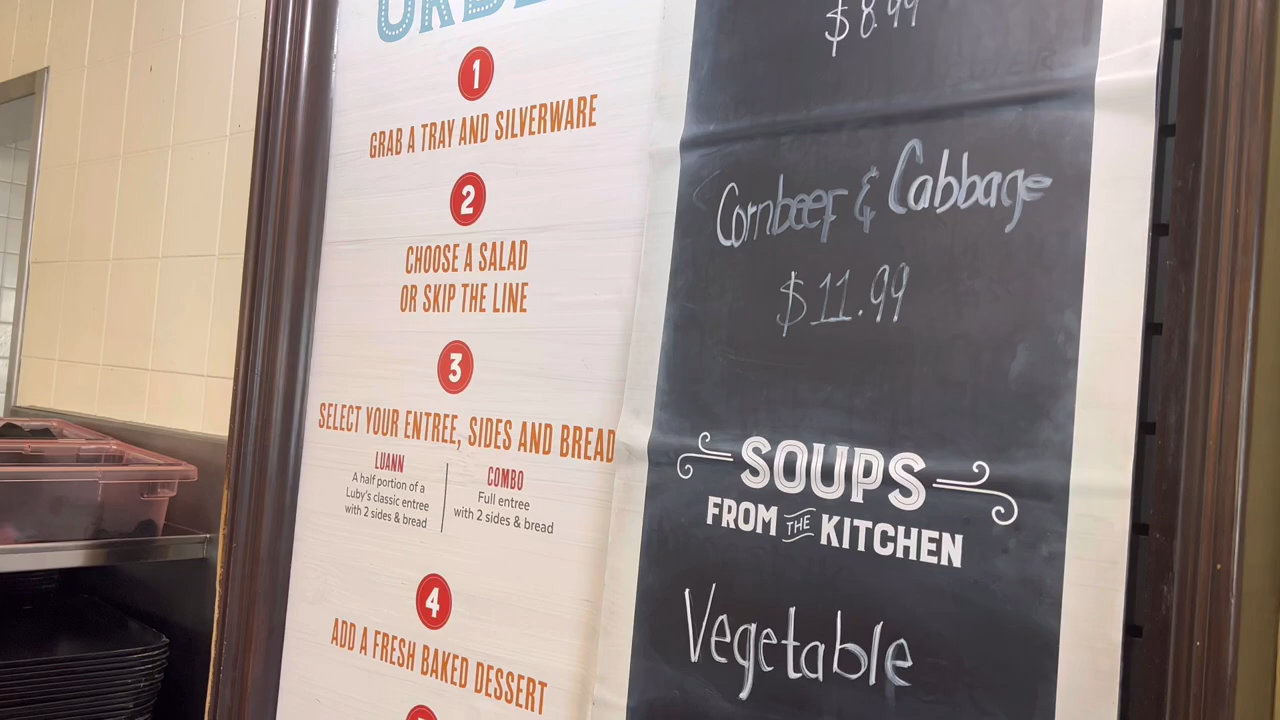 1
GRAB A TRAY AND SILVERWARE
2
CHOOSE A SALAD
OR SKIP THE LINE
3
SELECT YOUR ENTREE, SIDES AND BREAD
LUANN
A half portion of a
Luby's classic entree
with 2 sides & bread
COMBO
Full entree
with 2 sides & bread
4
ADD A FRESH BAKED DESSERT
$8.99
Cornbeef & Cabbage
$11.99
SOUPS
FROM THE KITCHEN
Vegetable